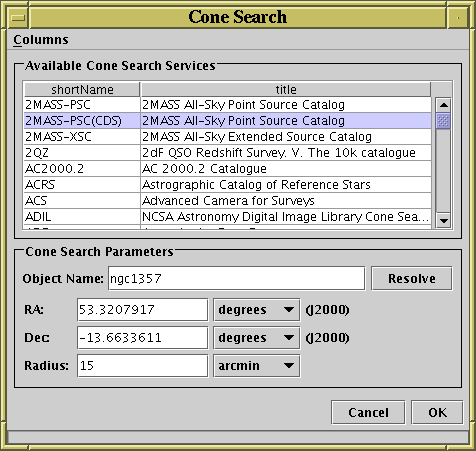 Cone Search
Columns
Available Cone Search Services
shortName title
2MASS-PSC 2MASS All-Sky Point Source Catalog
2MASS-PSC(CDS) 2MASS All-Sky Point Source Catalog
2MASS-XSC 2MASS All-Sky Extended Source Catalog
2QZ 2dF QSO Redshift Survey. V. The 10k catalogue
AC2000.2 AC 2000.2 Catalogue
ACRS Astrographic Catalog of Reference Stars
ACS Advanced Camera for Surveys
ADIL NCSA Astronomy Digital Image Library Cone Sea...
Cone Search Parameters
Object Name: ngc1357 Resolve
RA: 53.3207917 degrees (J2000)
Dec: -13.6633611 degrees (J2000)
Radius: 15 arcmin
Cancel OK